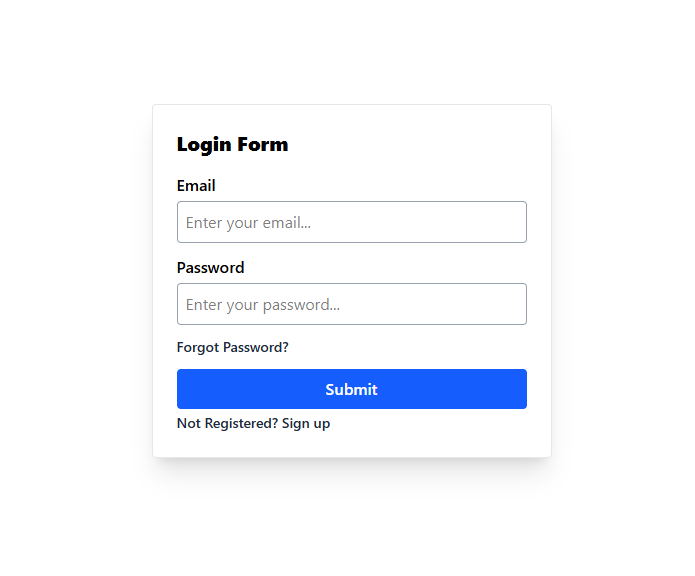 Login Form
Email
Enter your email...
Password
Enter your password...
Forgot Password?
Submit
Not Registered? Sign up